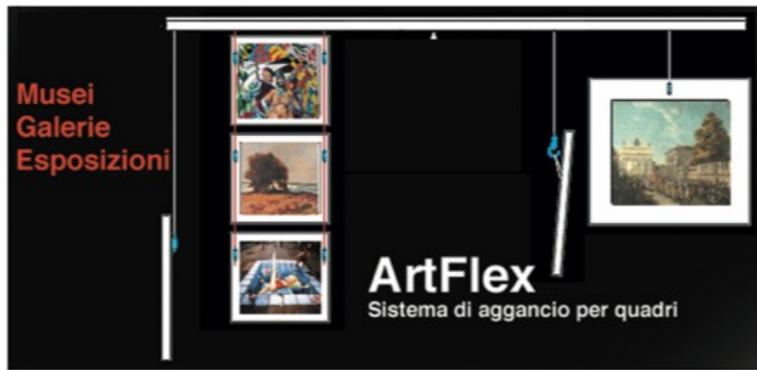 Musei
Galerie
Esposizioni
ArtFlex
Sistema di aggancio per quadri